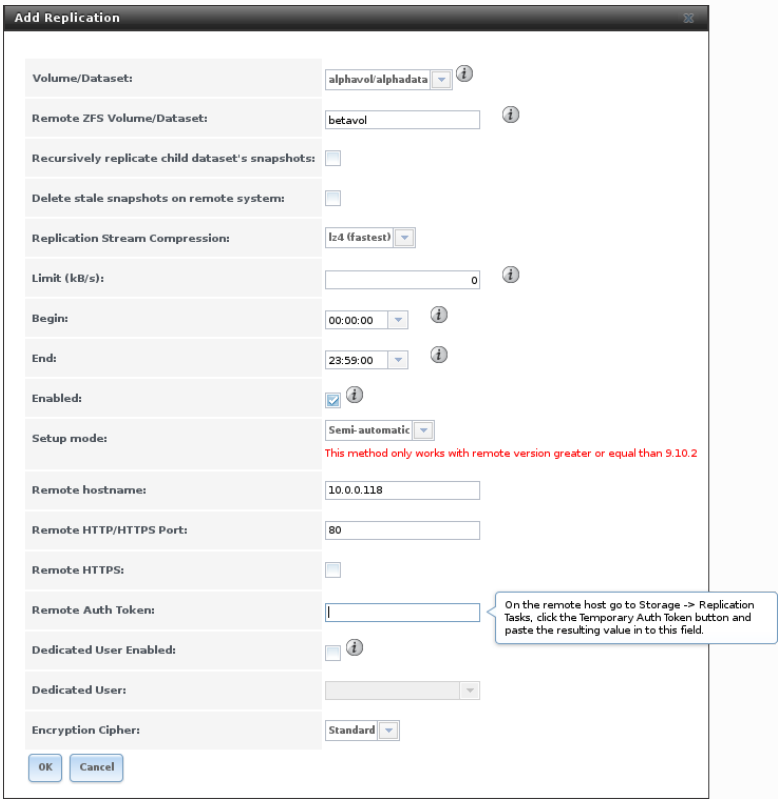 Add Replication
Volume/Dataset: alphavol/alphadata
Remote ZFS Volume/Dataset: betavol
Recursively replicate child dataset's snapshots:
Delete stale snapshots on remote system:
Replication Stream Compression: lz4 (fastest)
Limit (kB/s): 0
Begin: 00:00:00
End: 23:59:00
Enabled:
Setup mode: Semi-automatic
This method only works with remote version greater or equal than 9.10.2
Remote hostname: 10.0.0.118
Remote HTTP/HTTPS Port: 80
Remote HTTPS:
Remote Auth Token:
On the remote host go to Storage -> Replication
Tasks, click the Temporary Auth Token button and
paste the resulting value in to this field.
Dedicated User Enabled:
Dedicated User:
Encryption Cipher: Standard
OK Cancel